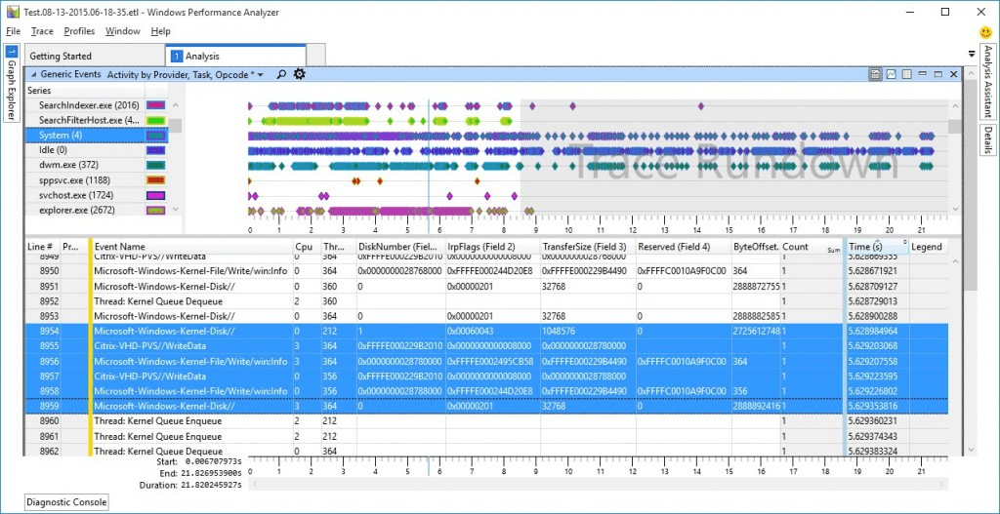 Test.08-13-2015.06-18-35.etl - Windows Performance Analyzer
File Trace Profiles Window Help
1 Graph Explorer
Getting Started 1 Analysis
Analysis Assistant
Details
Generic Events Activity by Provider, Task, Opcode *
Series
SearchIndexer.exe (2016)
SearchFilterHost.exe (4...
System (4)
Idle (0)
dwm.exe (372)
sppsvc.exe (1188)
svchost.exe (1724)
explorer.exe (2672)
Trace Rundown
0 1 2 3 4 5 6 7 8 9 10 11 12 13 14 15 16 17 18 19 20 21
Line # Pr... Event Name Cpu Thr... DiskNumber (Fiel... IrpFlags (Field 2) TransferSize (Field 3) Reserved (Field 4) ByteOffset. Count Sum Time (s) Legend
8949 Citrix-VHD-PVS//WriteData 0 364 0xFFFFE000229B2010 0x0000000000008000 0x0000000028768000 1 5.628669355
8950 Microsoft-Windows-Kernel-File/Write/win:Info 0 364 0x0000000028768000 0xFFFFE000244D20E8 0xFFFFE000229B4490 0xFFFFC0010A9F0C00 364 1 5.628671921
8951 Microsoft-Windows-Kernel-Disk// 0 360 0 0x00000201 32768 0 2888872755 1 5.628709127
8952 Thread: Kernel Queue Dequeue 2 360 1 5.628729013
8953 Microsoft-Windows-Kernel-Disk// 0 364 0 0x00000201 32768 0 2888882585 1 5.628900288
8954 Microsoft-Windows-Kernel-Disk// 0 212 1 0x00060043 1048576 0 2725612748 1 5.628984964
8955 Citrix-VHD-PVS//WriteData 3 364 0xFFFFE000229B2010 0x0000000000008000 0x0000000028780000 1 5.629203068
8956 Microsoft-Windows-Kernel-File/Write/win:Info 3 364 0x0000000028780000 0xFFFFE0002495CB58 0xFFFFE000229B4490 0xFFFFC0010A9F0C00 364 1 5.629207558
8957 Citrix-VHD-PVS//WriteData 0 356 0xFFFFE000229B2010 0x0000000000008000 0x0000000028788000 1 5.629223595
8958 Microsoft-Windows-Kernel-File/Write/win:Info 0 356 0x0000000028788000 0xFFFFE000244D20E8 0xFFFFE000229B4490 0xFFFFC0010A9F0C00 356 1 5.629226802
8959 Microsoft-Windows-Kernel-Disk// 3 364 0 0x00000201 32768 0 2888892416 1 5.629353816
8960 Thread: Kernel Queue Enqueue 2 212 1 5.629360231
8961 Thread: Kernel Queue Enqueue 2 212 1 5.629374343
8962 Thread: Kernel Queue Dequeue 0 364 1 5.629383324
Start: 0.006707973s
End: 21.826953900s
Duration: 21.820245927s
0 1 2 3 4 5 6 7 8 9 10 11 12 13 14 15 16 17 18 19 20 21
Diagnostic Console